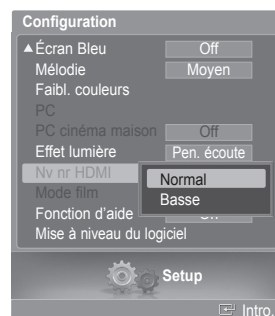 Configuration
▲Écran Bleu Off
Mélodie Moyen
Faibl. couleurs
PC
PC cinéma maison Off
Effet lumière Pen. écoute
Nv nr HDMI Normal
Mode film Basse
Fonction d'aide Off
Mise à niveau du logiciel
Setup
Intro.